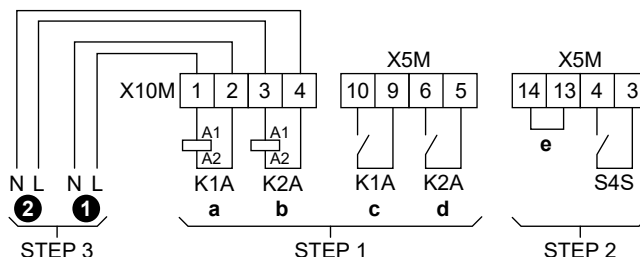 X5M X5M
X10M 1 2 3 4 10 9 6 5 14 13 4 3
A1 A1
A2 A2
e
N L N L K1A K2A K1A K2A S4S
2 1 a b c d
STEP 3 STEP 1 STEP 2